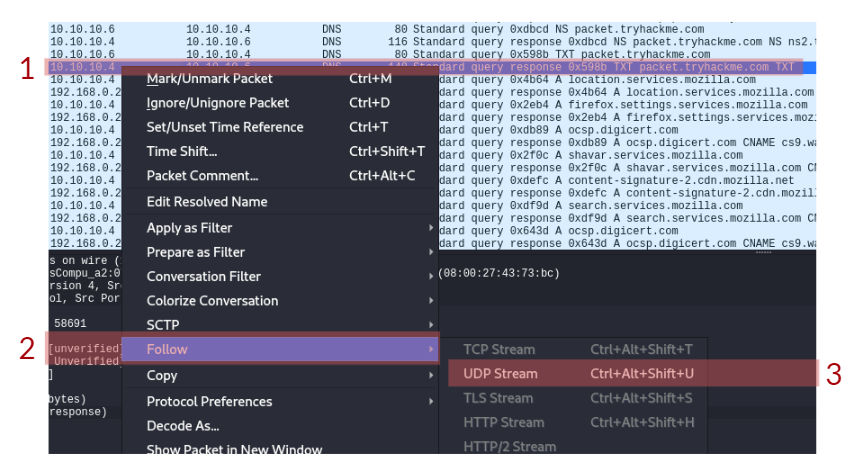 10.10.10.6 10.10.10.4 DNS 80 Standard query 0xdbcd NS packet.tryhackme.com
10.10.10.4 10.10.10.6 DNS 116 Standard query response 0xdbcd NS packet.tryhackme.com NS ns2.t
10.10.10.6 10.10.10.4 DNS 80 Standard query 0x598b TXT packet.tryhackme.com
1 10.10.10.4 10.10.10.6 DNS 140 Standard query response 0x598b TXT packet.tryhackme.com TXT
10.10.10.4 dard query 0x4b64 A location.services.mozilla.com
192.168.0.2 dard query response 0x4b64 A location.services.mozilla.com
10.10.10.4 dard query 0x2eb4 A firefox.settings.services.mozilla.com
192.168.0.2 dard query response 0x2eb4 A firefox.settings.services.moz
10.10.10.4 dard query 0xdb89 A ocsp.digicert.com
192.168.0.2 dard query response 0xdb89 A ocsp.digicert.com CNAME cs9.wa
10.10.10.4 dard query 0x2f0c A shavar.services.mozilla.com
192.168.0.2 dard query response 0x2f0c A shavar.services.mozilla.com CN
10.10.10.4 dard query 0xdefc A content-signature-2.cdn.mozilla.net
192.168.0.2 dard query response 0xdefc A content-signature-2.cdn.mozil
10.10.10.4 dard query 0xdf9d A search.services.mozilla.com
192.168.0.2 dard query response 0xdf9d A search.services.mozilla.com CN
10.10.10.4 dard query 0x643d A ocsp.digicert.com
192.168.0.2 dard query response 0x643d A ocsp.digicert.com CNAME cs9.wa
Mark/Unmark Packet Ctrl+M
Ignore/Unignore Packet Ctrl+D
Set/Unset Time Reference Ctrl+T
Time Shift... Ctrl+Shift+T
Packet Comment... Ctrl+Alt+C
Edit Resolved Name
Apply as Filter
Prepare as Filter
Conversation Filter
Colorize Conversation
SCTP
2 Follow
Copy
Protocol Preferences
Decode As...
Show Packet in New Window
s on wire (
sCompu_a2:0 (08:00:27:43:73:bc)
rsion 4, Sr
ol, Src Por
58691
[unverified]
Unverified]
]
bytes)
response)
TCP Stream Ctrl+Alt+Shift+T
UDP Stream Ctrl+Alt+Shift+U 3
TLS Stream Ctrl+Alt+Shift+S
HTTP Stream Ctrl+Alt+Shift+H
HTTP/2 Stream